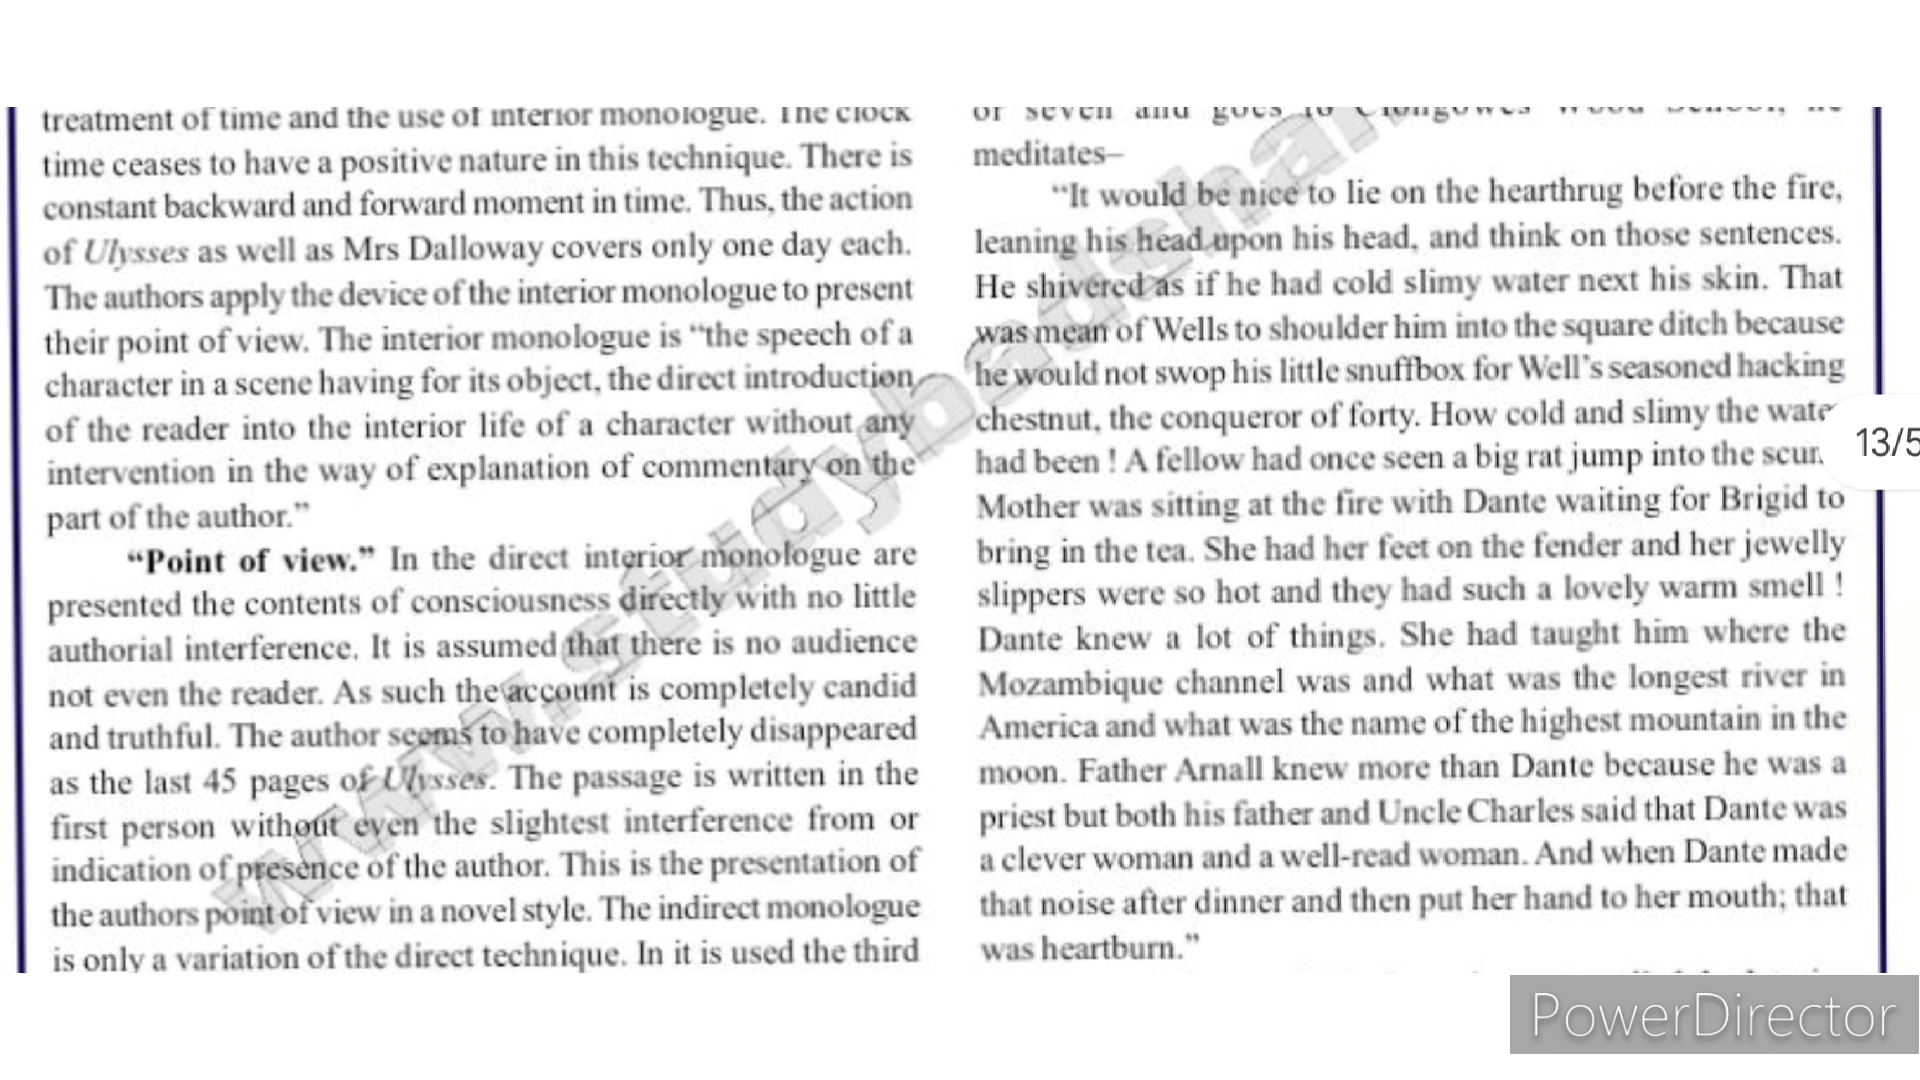 treatment of time and the use of interior monologue. The clock
time ceases to have a positive nature in this technique. There is
constant backward and forward moment in time. Thus, the action
of Ulysses as well as Mrs Dalloway covers only one day each.
The authors apply the device of the interior monologue to present
their point of view. The interior monologue is “the speech of a
character in a scene having for its object, the direct introduction
of the reader into the interior life of a character without any
intervention in the way of explanation of commentary on the
part of the author.”
“Point of view.” In the direct interior monologue are
presented the contents of consciousness directly with no little
authorial interference. It is assumed that there is no audience
not even the reader. As such the account is completely candid
and truthful. The author seems to have completely disappeared
as the last 45 pages of Ulysses. The passage is written in the
first person without even the slightest interference from or
indication of presence of the author. This is the presentation of
the authors point of view in a novel style. The indirect monologue
is only a variation of the direct technique. In it is used the third
or seven and goes to Clongowes Wood School, he
meditates–
“It would be nice to lie on the hearthrug before the fire,
leaning his head upon his head, and think on those sentences.
He shivered as if he had cold slimy water next his skin. That
was mean of Wells to shoulder him into the square ditch because
he would not swop his little snuffbox for Well’s seasoned hacking
chestnut, the conqueror of forty. How cold and slimy the water
had been ! A fellow had once seen a big rat jump into the
Mother was sitting at the fire with Dante waiting for Brigid to
bring in the tea. She had her feet on the fender and her jewelly
slippers were so hot and they had such a lovely warm smell !
Dante knew a lot of things. She had taught him where the
Mozambique channel was and what was the longest river in
America and what was the name of the highest mountain in the
moon. Father Arnall knew more than Dante because he was a
priest but both his father and Uncle Charles said that Dante was
a clever woman and a well-read woman. And when Dante made
that noise after dinner and then put her hand to her mouth; that
was heartburn.”
13/5
PowerDirector